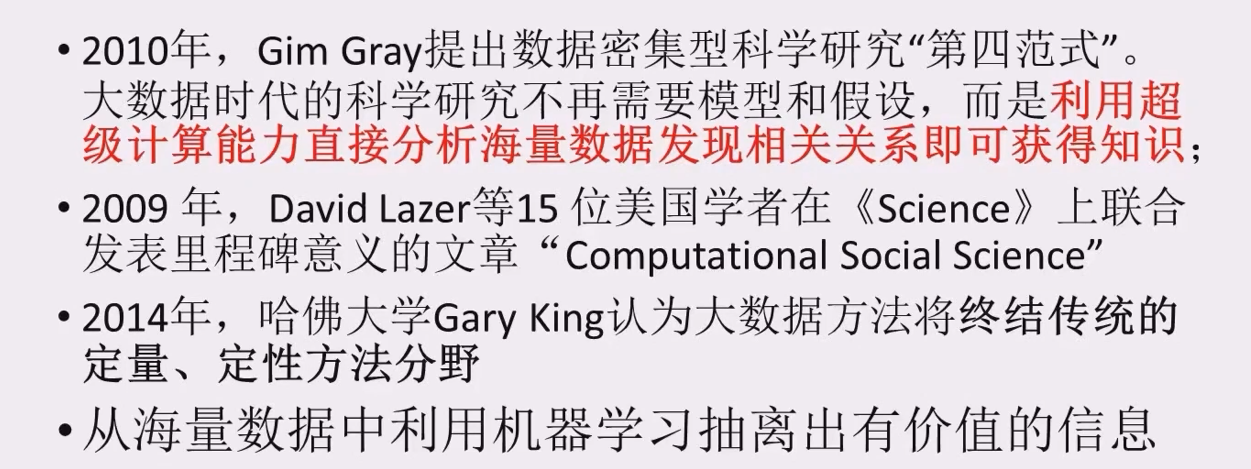 • 2010年，Gim Gray提出数据密集型科学研究“第四范式”。
大数据时代的科学研究不再需要模型和假设，而是利用超
级计算能力直接分析海量数据发现相关关系即可获得知识；
• 2009 年，David Lazer等15 位美国学者在《Science》上联合
发表里程碑意义的文章“Computational Social Science”
• 2014年，哈佛大学Gary King认为大数据方法将终结传统的
定量、定性方法分野
• 从海量数据中利用机器学习抽离出有价值的信息